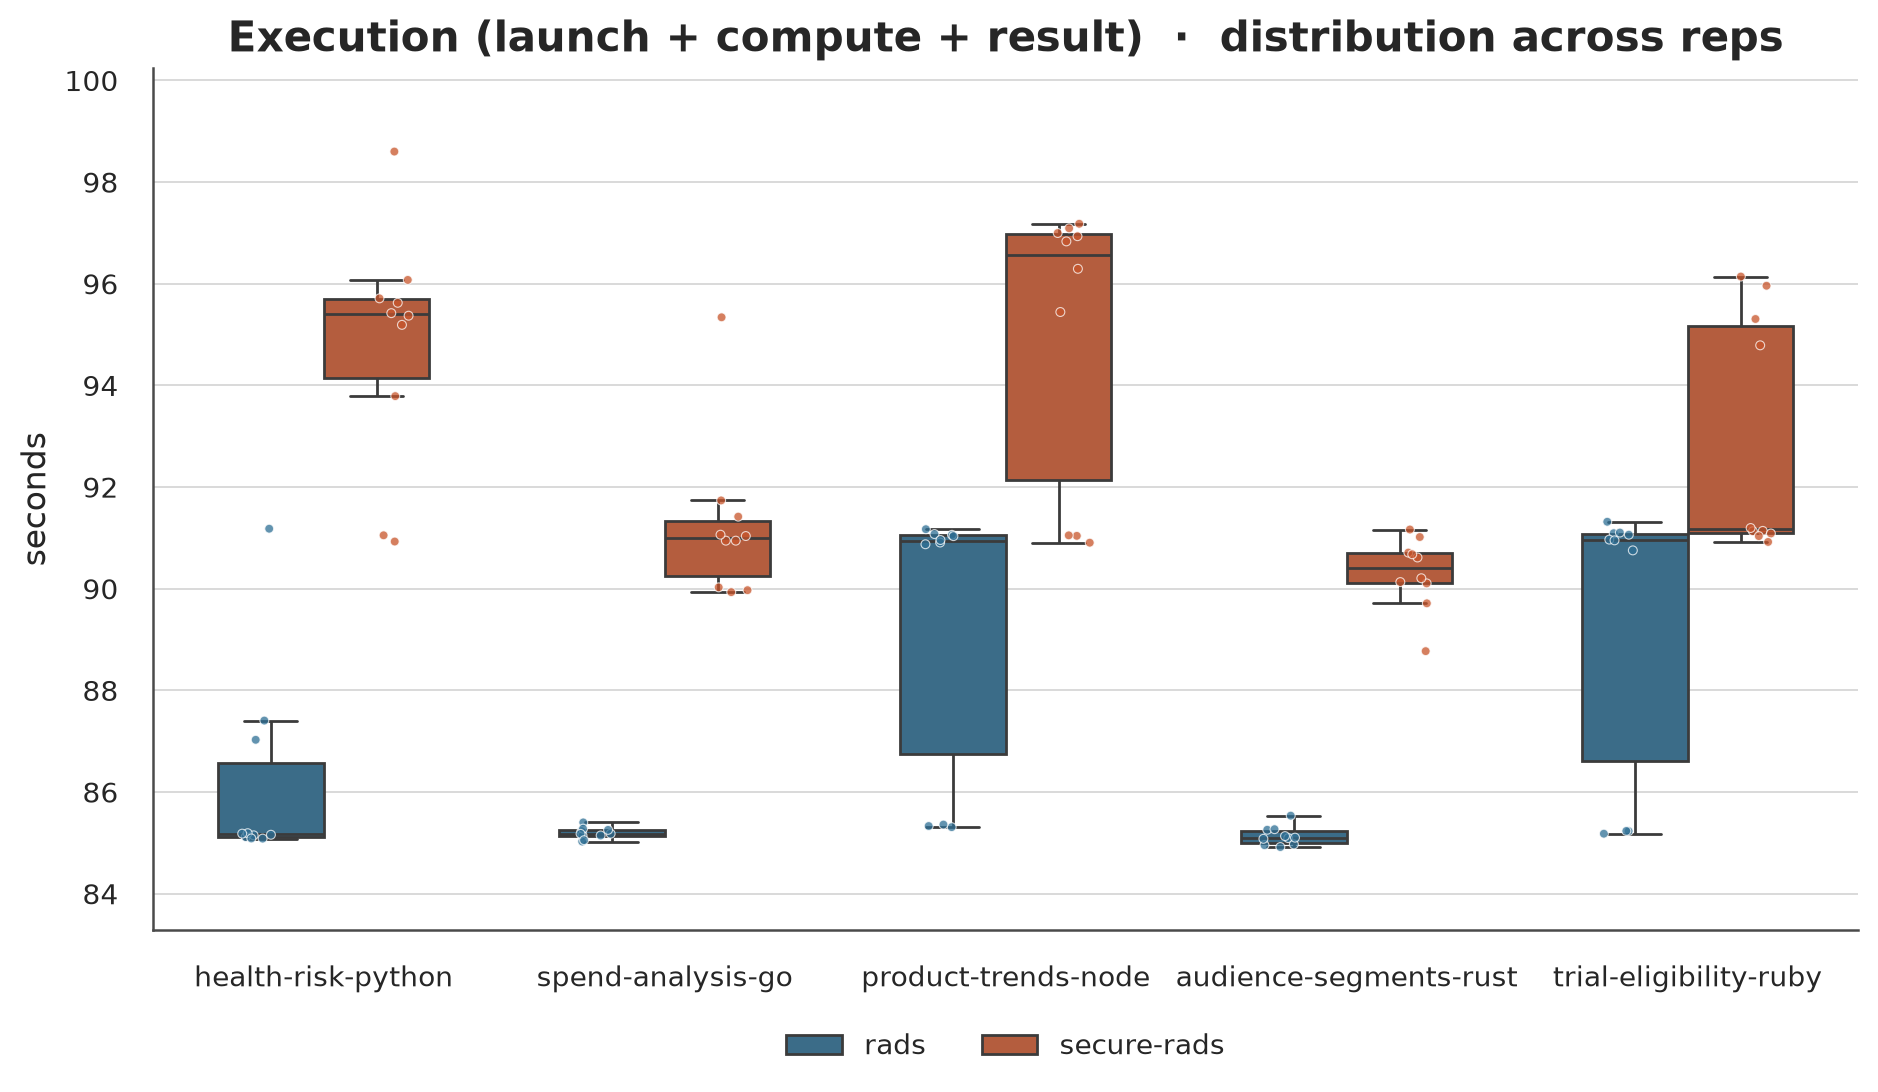 Execution (launch + compute + result) · distribution across reps
100
98
96
94
92
90
88
86
84
seconds
health-risk-python
spend-analysis-go
product-trends-node
audience-segments-rust
trial-eligibility-ruby
rads
secure-rads